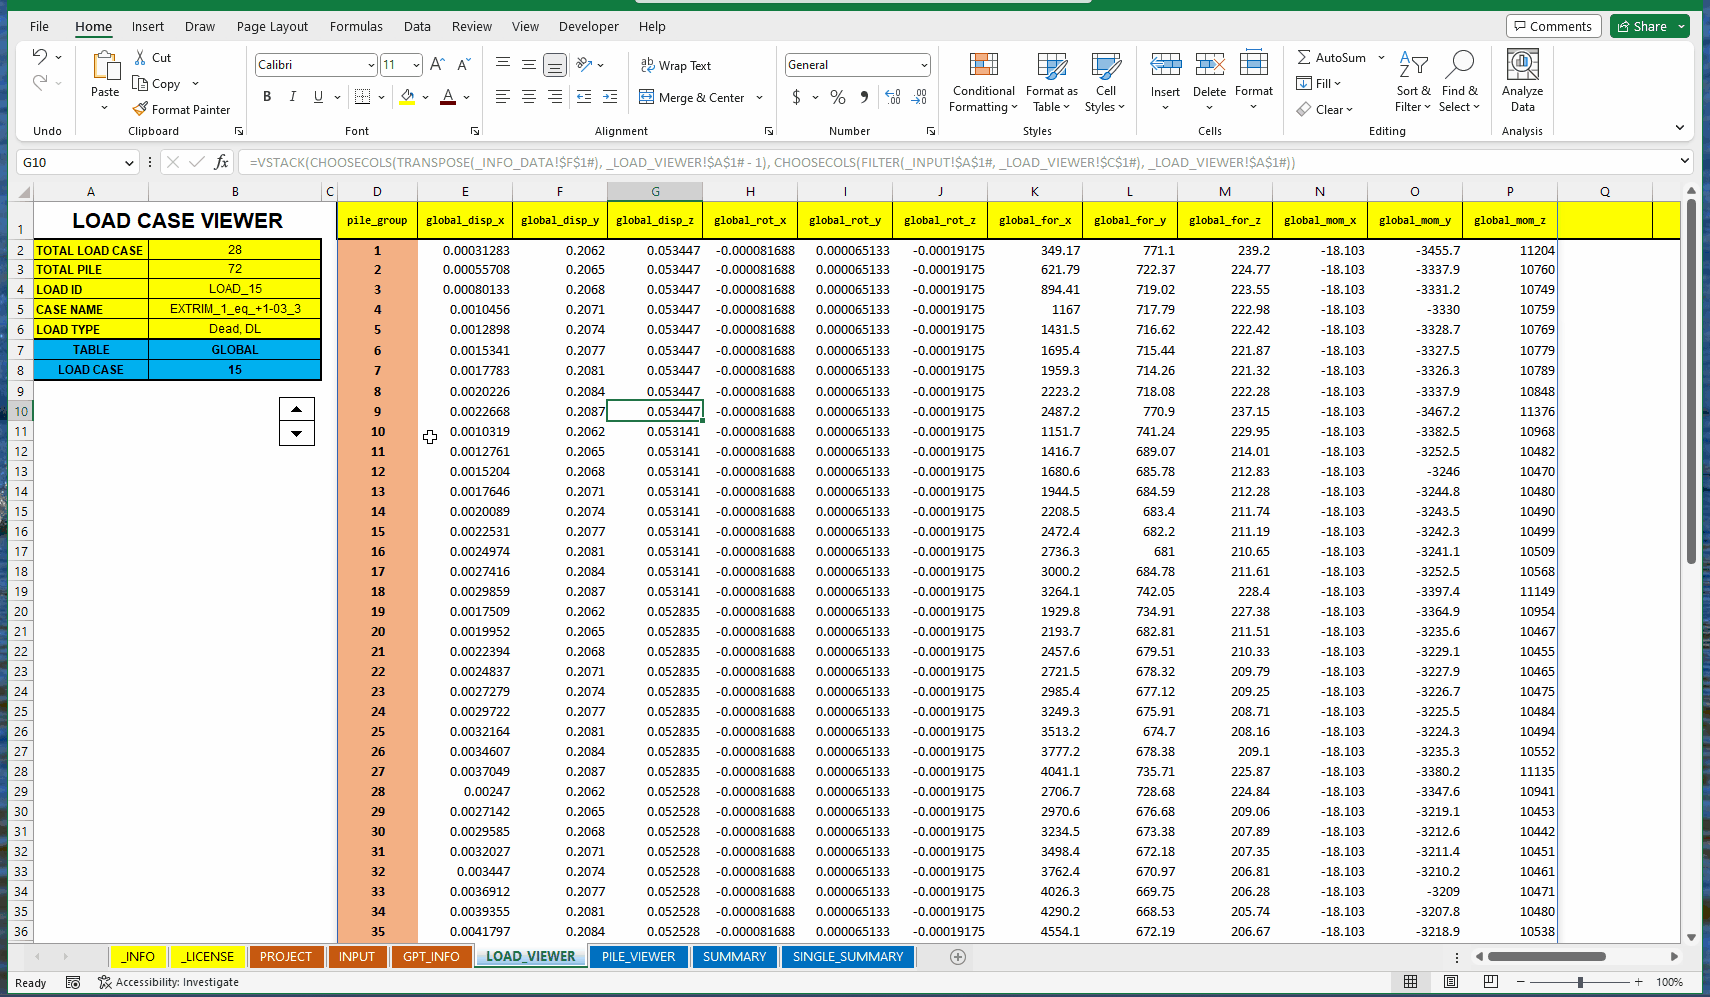 File Home Insert Draw Page Layout Formulas Data Review View Developer Help Comments Share
Cut
Copy
Format Painter
Paste
Calibri 11
B I U
Wrap Text
Merge & Center
General
$ %
Conditional Formatting
Format as Table
Cell Styles
Insert Delete Format
AutoSum
Fill
Clear
Sort & Filter
Find & Select
Analyze Data
Undo Clipboard Font Alignment Number Styles Cells Editing Analysis
G10 fx =VSTACK(CHOOSECOLS(TRANSPOSE(_INFO_DATA!$F$1#), _LOAD_VIEWER!$A$1# - 1), CHOOSECOLS(FILTER(_INPUT!$A$1#, _LOAD_VIEWER!$C$1#), _LOAD_VIEWER!$A$1#))
A B C D E F G H I J K L M N O P Q
1 LOAD CASE VIEWER pile_group global_disp_x global_disp_y global_disp_z global_rot_x global_rot_y global_rot_z global_for_x global_for_y global_for_z global_mom_x global_mom_y global_mom_z
2 TOTAL LOAD CASE 28 1 0.00031283 0.2062 0.053447 -0.000081688 0.000065133 -0.00019175 349.17 771.1 239.2 -18.103 -3455.7 11204
3 TOTAL PILE 72 2 0.00055708 0.2065 0.053447 -0.000081688 0.000065133 -0.00019175 621.79 722.37 224.77 -18.103 -3337.9 10760
4 LOAD ID LOAD_15 3 0.00080133 0.2068 0.053447 -0.000081688 0.000065133 -0.00019175 894.41 719.02 223.55 -18.103 -3331.2 10749
5 CASE NAME EXTRIM_1_eq_+1-03_3 4 0.0010456 0.2071 0.053447 -0.000081688 0.000065133 -0.00019175 1167 717.79 222.98 -18.103 -3330 10759
6 LOAD TYPE Dead, DL 5 0.0012898 0.2074 0.053447 -0.000081688 0.000065133 -0.00019175 1431.5 716.62 222.42 -18.103 -3328.7 10769
7 TABLE GLOBAL 6 0.0015341 0.2077 0.053447 -0.000081688 0.000065133 -0.00019175 1695.4 715.44 221.87 -18.103 -3327.5 10779
8 LOAD CASE 15 7 0.0017783 0.2081 0.053447 -0.000081688 0.000065133 -0.00019175 1959.3 714.26 221.32 -18.103 -3326.3 10789
9 8 0.0020226 0.2084 0.053447 -0.000081688 0.000065133 -0.00019175 2223.2 718.08 222.28 -18.103 -3337.9 10848
10 9 0.0022668 0.2087 0.053447 -0.000081688 0.000065133 -0.00019175 2487.2 770.9 237.15 -18.103 -3467.2 11376
11 10 0.0010319 0.2062 0.053141 -0.000081688 0.000065133 -0.00019175 1151.7 741.24 229.95 -18.103 -3382.5 10968
12 11 0.0012761 0.2065 0.053141 -0.000081688 0.000065133 -0.00019175 1416.7 689.07 214.01 -18.103 -3252.5 10482
13 12 0.0015204 0.2068 0.053141 -0.000081688 0.000065133 -0.00019175 1680.6 685.78 212.83 -18.103 -3246 10470
14 13 0.0017646 0.2071 0.053141 -0.000081688 0.000065133 -0.00019175 1944.5 684.59 212.28 -18.103 -3244.8 10480
15 14 0.0020089 0.2074 0.053141 -0.000081688 0.000065133 -0.00019175 2208.5 683.4 211.74 -18.103 -3243.5 10490
16 15 0.0022531 0.2077 0.053141 -0.000081688 0.000065133 -0.00019175 2472.4 682.2 211.19 -18.103 -3242.3 10499
17 16 0.0024974 0.2081 0.053141 -0.000081688 0.000065133 -0.00019175 2736.3 681 210.65 -18.103 -3241.1 10509
18 17 0.0027416 0.2084 0.053141 -0.000081688 0.000065133 -0.00019175 3000.2 684.78 211.61 -18.103 -3252.5 10568
19 18 0.0029859 0.2087 0.053141 -0.000081688 0.000065133 -0.00019175 3264.1 742.05 228.4 -18.103 -3397.4 11149
20 19 0.0017509 0.2062 0.052835 -0.000081688 0.000065133 -0.00019175 1929.8 734.91 227.38 -18.103 -3364.9 10954
21 20 0.0019952 0.2065 0.052835 -0.000081688 0.000065133 -0.00019175 2193.7 682.81 211.51 -18.103 -3235.6 10467
22 21 0.0022394 0.2068 0.052835 -0.000081688 0.000065133 -0.00019175 2457.6 679.51 210.33 -18.103 -3229.1 10455
23 22 0.0024837 0.2071 0.052835 -0.000081688 0.000065133 -0.00019175 2721.5 678.32 209.79 -18.103 -3227.9 10465
24 23 0.0027279 0.2074 0.052835 -0.000081688 0.000065133 -0.00019175 2985.4 677.12 209.25 -18.103 -3226.7 10475
25 24 0.0029722 0.2077 0.052835 -0.000081688 0.000065133 -0.00019175 3249.3 675.91 208.71 -18.103 -3225.5 10484
26 25 0.0032164 0.2081 0.052835 -0.000081688 0.000065133 -0.00019175 3513.2 674.7 208.16 -18.103 -3224.3 10494
27 26 0.0034607 0.2084 0.052835 -0.000081688 0.000065133 -0.00019175 3777.2 678.38 209.1 -18.103 -3235.3 10552
28 27 0.0037049 0.2087 0.052835 -0.000081688 0.000065133 -0.00019175 4041.1 735.71 225.87 -18.103 -3380.2 11135
29 28 0.00247 0.2062 0.052528 -0.000081688 0.000065133 -0.00019175 2706.7 728.68 224.84 -18.103 -3347.6 10941
30 29 0.0027142 0.2065 0.052528 -0.000081688 0.000065133 -0.00019175 2970.6 676.68 209.06 -18.103 -3219.1 10453
31 30 0.0029585 0.2068 0.052528 -0.000081688 0.000065133 -0.00019175 3234.5 673.38 207.89 -18.103 -3212.6 10442
32 31 0.0032027 0.2071 0.052528 -0.000081688 0.000065133 -0.00019175 3498.4 672.18 207.35 -18.103 -3211.4 10451
33 32 0.003447 0.2074 0.052528 -0.000081688 0.000065133 -0.00019175 3762.4 670.97 206.81 -18.103 -3210.2 10461
34 33 0.0036912 0.2077 0.052528 -0.000081688 0.000065133 -0.00019175 4026.3 669.75 206.28 -18.103 -3209 10471
35 34 0.0039355 0.2081 0.052528 -0.000081688 0.000065133 -0.00019175 4290.2 668.53 205.74 -18.103 -3207.8 10480
36 35 0.0041797 0.2084 0.052528 -0.000081688 0.000065133 -0.00019175 4554.1 672.19 206.67 -18.103 -3218.9 10538
_INFO _LICENSE PROJECT INPUT GPT_INFO LOAD_VIEWER PILE_VIEWER SUMMARY SINGLE_SUMMARY
Ready Accessibility: Investigate 100%